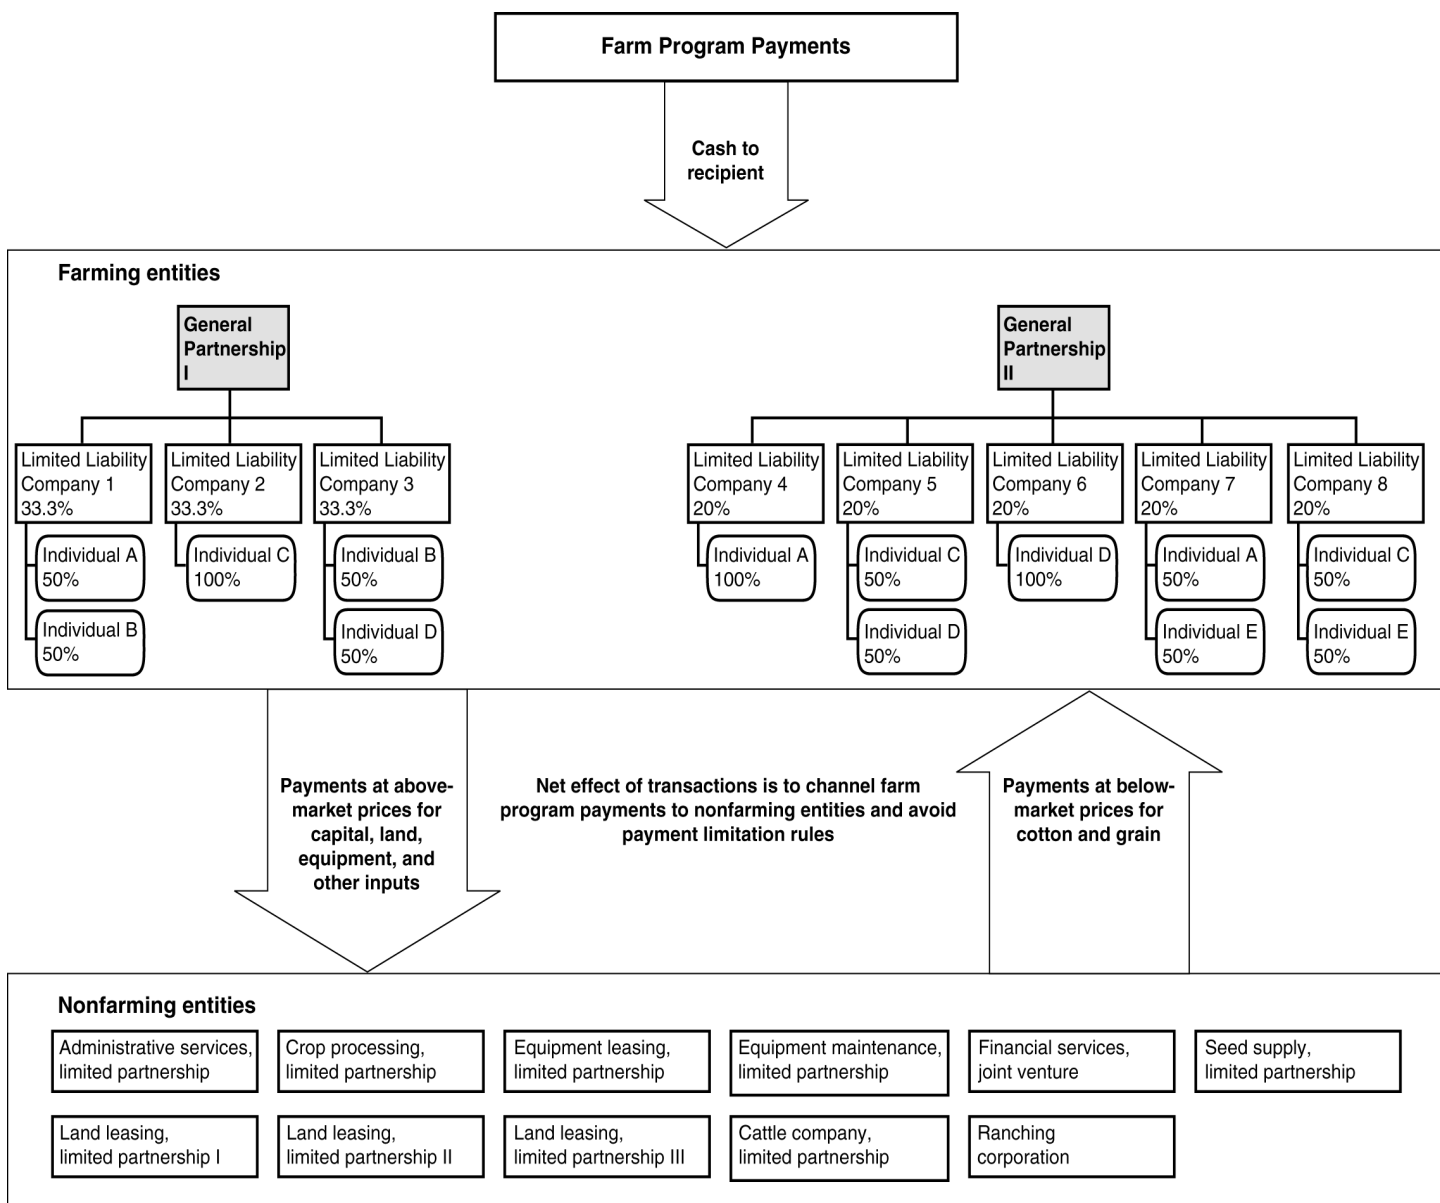 Farm Program Payments
Cash to
recipient
Farming entities
General
Partnership
I
General
Partnership
II
Limited Liability
Company 1
33.3%
Limited Liability
Company 2
33.3%
Limited Liability
Company 3
33.3%
Limited Liability
Company 4
20%
Limited Liability
Company 5
20%
Limited Liability
Company 6
20%
Limited Liability
Company 7
20%
Limited Liability
Company 8
20%
Individual A
50%
Individual B
50%
Individual C
100%
Individual B
50%
Individual D
50%
Individual A
100%
Individual C
50%
Individual D
50%
Individual D
100%
Individual A
50%
Individual E
50%
Individual C
50%
Individual E
50%
Payments at above-
market prices for
capital, land,
equipment, and
other inputs
Net effect of transactions is to channel farm
program payments to nonfarming entities and avoid
payment limitation rules
Payments at below-
market prices for
cotton and grain
Nonfarming entities
Administrative services,
limited partnership
Crop processing,
limited partnership
Equipment leasing,
limited partnership
Equipment maintenance,
limited partnership
Financial services,
joint venture
Seed supply,
limited partnership
Land leasing,
limited partnership I
Land leasing,
limited partnership II
Land leasing,
limited partnership III
Cattle company,
limited partnership
Ranching
corporation